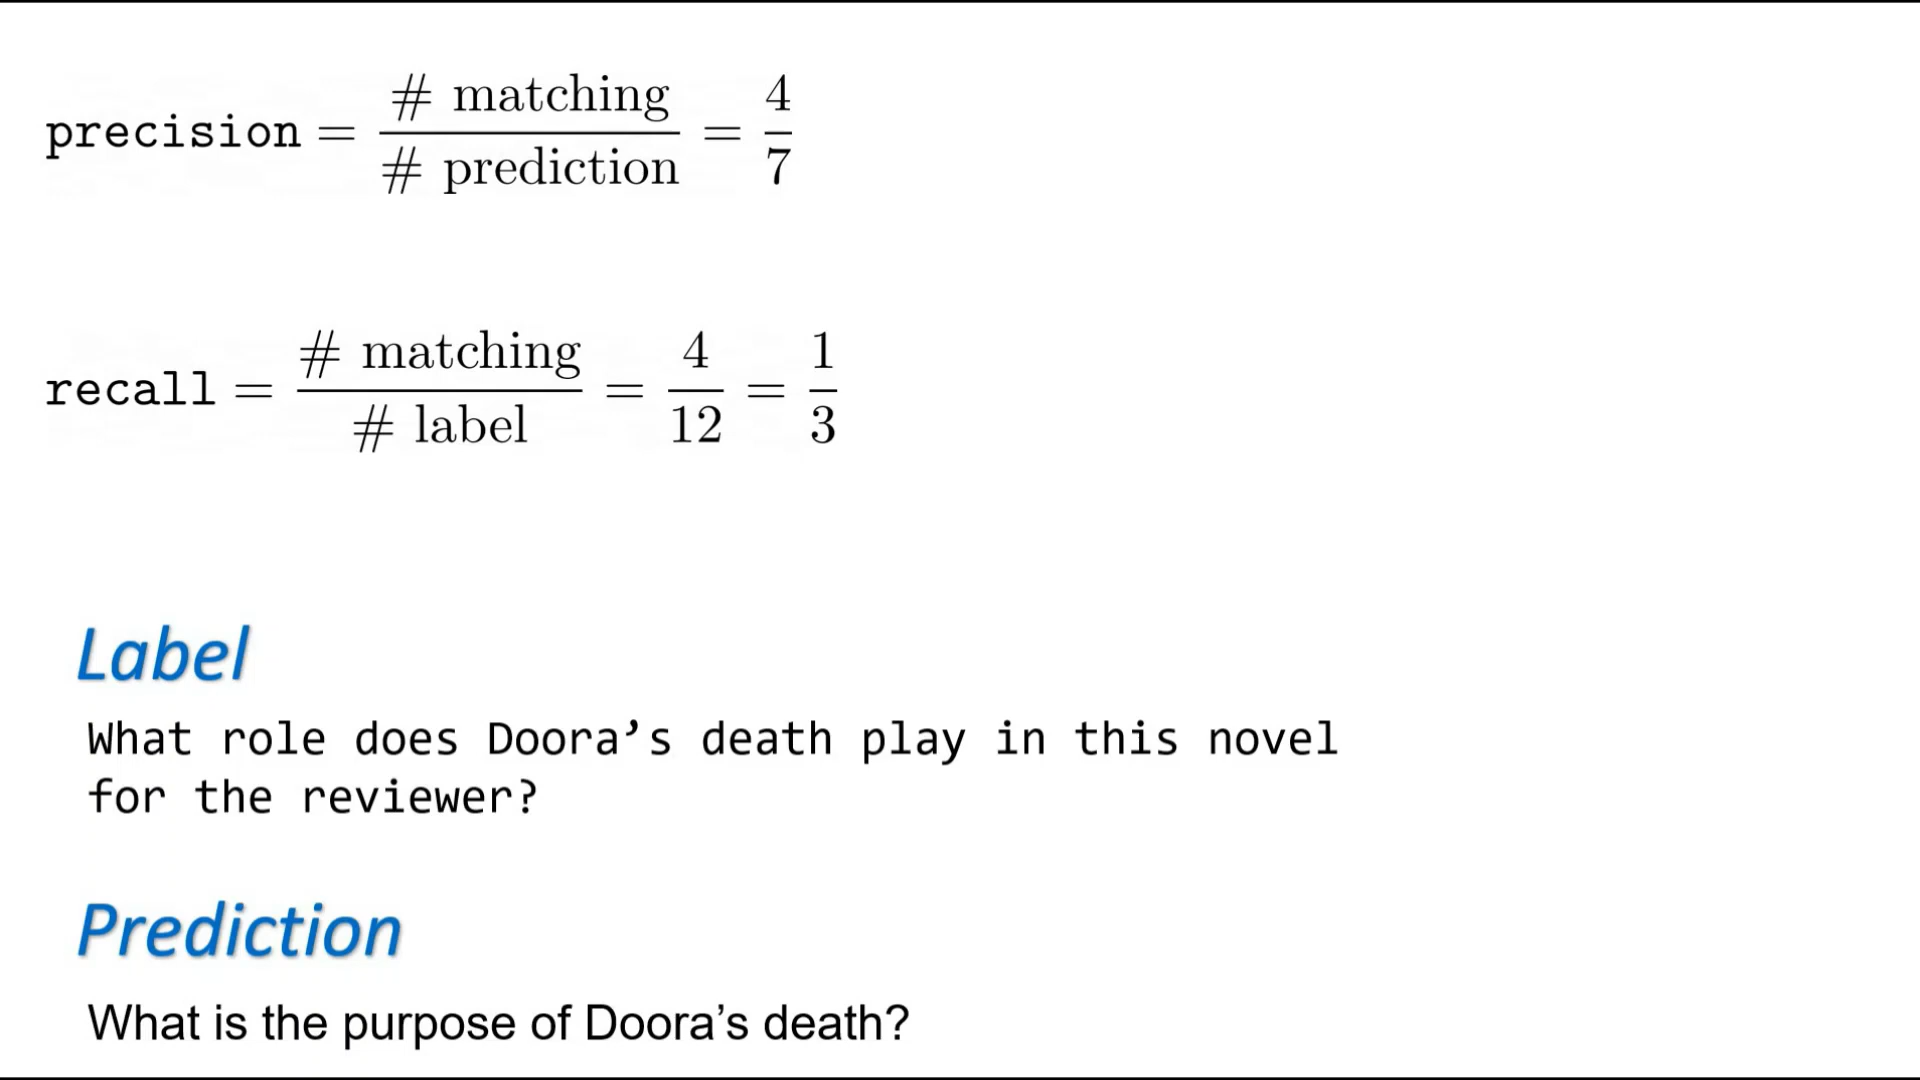 precision = # matching / # prediction = 4/7
recall = # matching / # label = 4/12 = 1/3
Label
What role does Doora’s death play in this novel
for the reviewer?
Prediction
What is the purpose of Doora’s death?